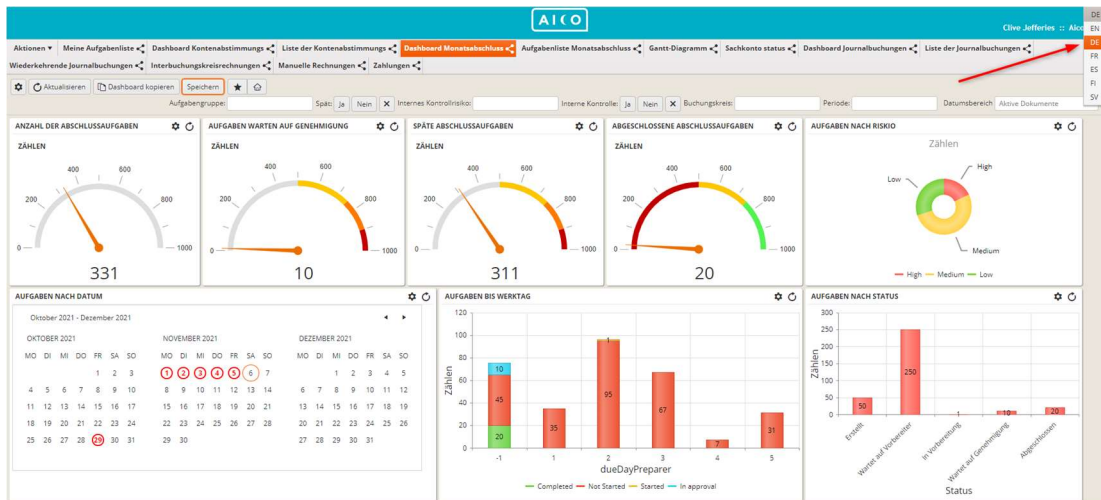 AICO
Clive Jefferies :: Aico
DE
EN
DE
FR
ES
FI
SV
Aktionen Meine Aufgabenliste Dashboard Kontenabstimmungs Liste der Kontenabstimmungs Dashboard Monatsabschluss Aufgabenliste Monatsabschluss Gantt-Diagramm Sachkonto status Dashboard Journalbuchungen Liste der Journalbuchungen
Wiederkehrende Journalbuchungen Interbuchungskreisrechnungen Manuelle Rechnungen Zahlungen
Aktualisieren Dashboard kopieren Speichern
Aufgabengruppe: Spät: Ja Nein X Internes Kontrollrisiko: Interne Kontrolle: Ja Nein X Buchungskreis: Periode: Datumsbereich Aktive Dokumente
ANZAHL DER ABSCHLUSSAUFGABEN
ZÄHLEN
0 200 400 600 800 1000
331
AUFGABEN WARTEN AUF GENEHMIGUNG
ZÄHLEN
0 200 400 600 800 1000
10
SPÄTE ABSCHLUSSAUFGABEN
ZÄHLEN
0 200 400 600 800 1000
311
ABGESCHLOSSENE ABSCHLUSSAUFGABEN
ZÄHLEN
0 200 400 600 800 1000
20
AUFGABEN NACH RISKIO
Zählen
Low
High
Medium
High Medium Low
AUFGABEN NACH DATUM
Oktober 2021 - Dezember 2021
OKTOBER 2021
MO DI MI DO FR SA SO
1 2 3
4 5 6 7 8 9 10
11 12 13 14 15 16 17
18 19 20 21 22 23 24
25 26 27 28 29 30 31
NOVEMBER 2021
MO DI MI DO FR SA SO
1 2 3 4 5 6 7
8 9 10 11 12 13 14
15 16 17 18 19 20 21
22 23 24 25 26 27 28
29 30
DEZEMBER 2021
MO DI MI DO FR SA SO
1 2 3 4 5
6 7 8 9 10 11 12
13 14 15 16 17 18 19
20 21 22 23 24 25 26
27 28 29 30 31
AUFGABEN BIS WERKTAG
Zählen
120
100
80
60
40
20
0
10
45
20
35
1
95
67
7
31
-1 1 2 3 4 5
dueDayPreparer
Completed Not Started Started In approval
AUFGABEN NACH STATUS
Zählen
300
250
200
150
100
50
0
50
250
1
10
20
Erstellt
Wartet auf Vorbereiter
In Vorbereitung
Wartet auf Genehmigung
Abgeschlossen
Status